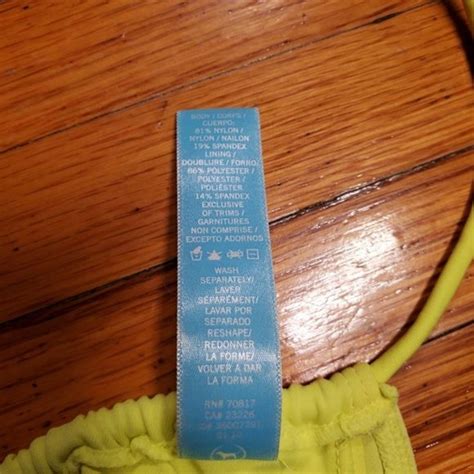 BODY / CORPS /
CUERPO:
81% NYLON /
NYLON / NAILON
19% SPANDEX
LINING /
DOUBLURE / FORRO:
86% POLYESTER /
POLYESTER /
POLIÉSTER
14% SPANDEX
EXCLUSIVE
OF TRIMS /
GARNITURES
NON COMPRISE /
EXCEPTO ADORNOS
WASH
SEPARATELY/
LAVER
SÉPARÉMENT/
LAVAR POR
SEPARADO
RESHAPE/
REDONNER
LA FORME/
VOLVER A DAR
LA FORMA
RN# 70817
CA# 23226